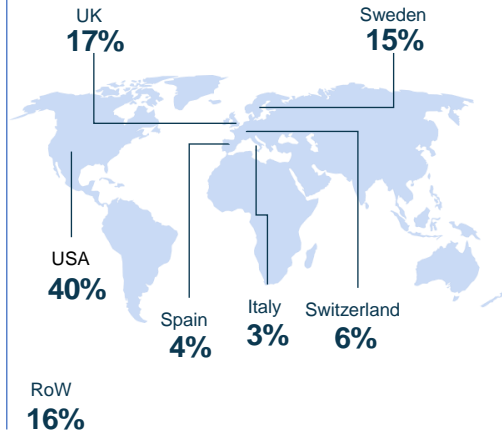 UK
17%
Sweden
15%
USA
40%
Spain
4%
Italy
3%
Switzerland
6%
RoW
16%